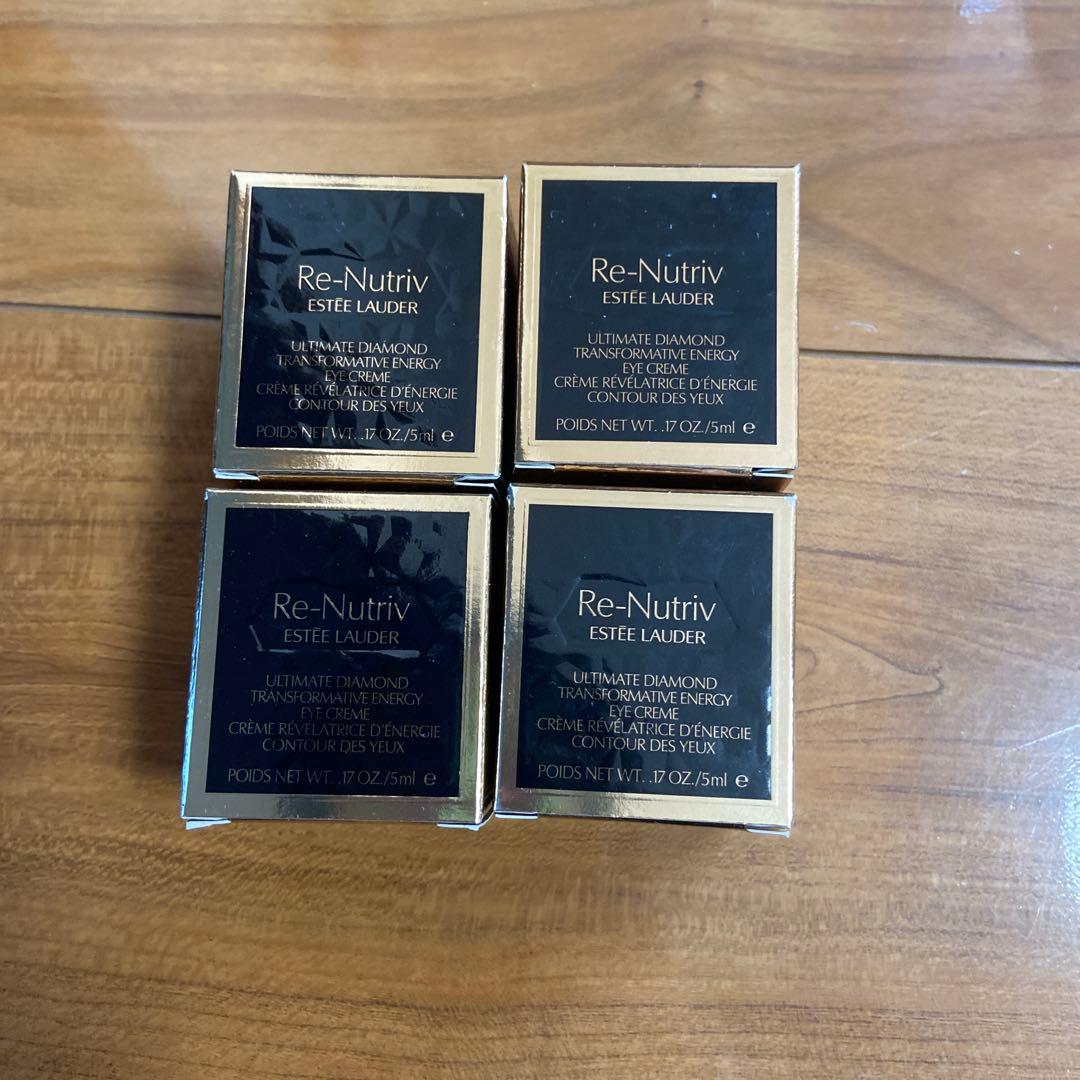 Re-Nutriv
ESTÉE LAUDER
ULTIMATE DIAMOND
TRANSFORMATIVE ENERGY
EYE CREME
CRÈME RÉVÉLATRICE D'ÉNERGIE
CONTOUR DES YEUX
POIDS NET WT. .17 OZ./5ml e
Re-Nutriv
ESTÉE LAUDER
ULTIMATE DIAMOND
TRANSFORMATIVE ENERGY
EYE CREME
CRÈME RÉVÉLATRICE D'ÉNERGIE
CONTOUR DES YEUX
POIDS NET WT. .17 OZ./5ml e
Re-Nutriv
ESTÉE LAUDER
ULTIMATE DIAMOND
TRANSFORMATIVE ENERGY
EYE CREME
CRÈME RÉVÉLATRICE D'ÉNERGIE
CONTOUR DES YEUX
POIDS NET WT. .17 OZ./5ml e
Re-Nutriv
ESTÉE LAUDER
ULTIMATE DIAMOND
TRANSFORMATIVE ENERGY
EYE CREME
CRÈME RÉVÉLATRICE D'ÉNERGIE
CONTOUR DES YEUX
POIDS NET WT. .17 OZ./5ml e